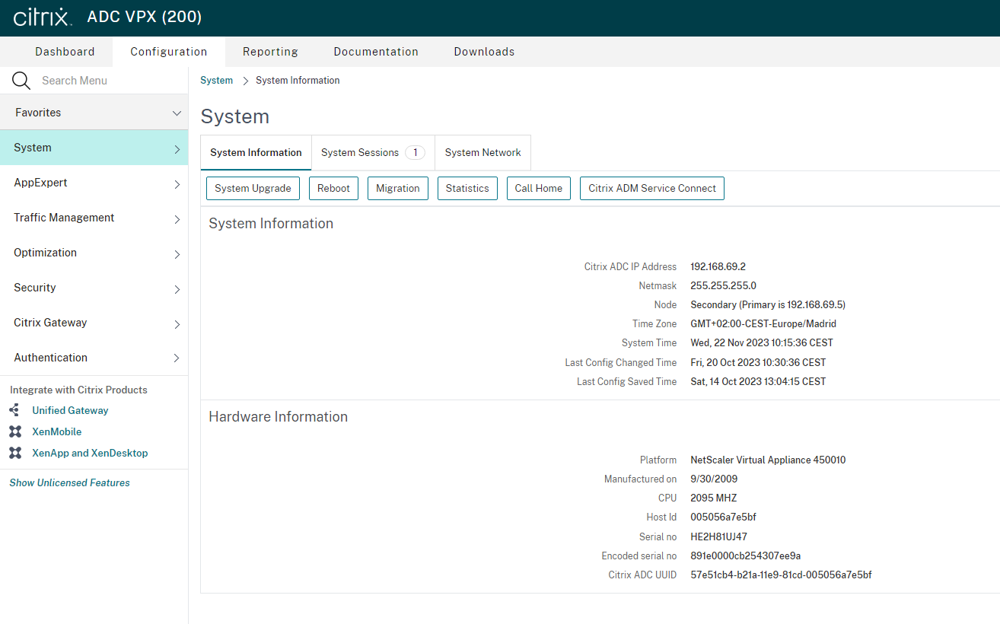 citrix. ADC VPX (200)
Dashboard Configuration Reporting Documentation Downloads
Search Menu
Favorites
System
AppExpert
Traffic Management
Optimization
Security
Citrix Gateway
Authentication
Integrate with Citrix Products
Unified Gateway
XenMobile
XenApp and XenDesktop
Show Unlicensed Features
System > System Information
System
System Information System Sessions 1 System Network
System Upgrade Reboot Migration Statistics Call Home Citrix ADM Service Connect
System Information
Citrix ADC IP Address 192.168.69.2
Netmask 255.255.255.0
Node Secondary (Primary is 192.168.69.5)
Time Zone GMT+02:00-CEST-Europe/Madrid
System Time Wed, 22 Nov 2023 10:15:36 CEST
Last Config Changed Time Fri, 20 Oct 2023 10:30:36 CEST
Last Config Saved Time Sat, 14 Oct 2023 13:04:15 CEST
Hardware Information
Platform NetScaler Virtual Appliance 450010
Manufactured on 9/30/2009
CPU 2095 MHZ
Host Id 005056a7e5bf
Serial no HE2H81UJ47
Encoded serial no 891e0000cb254307ee9a
Citrix ADC UUID 57e51cb4-b21a-11e9-81cd-005056a7e5bf